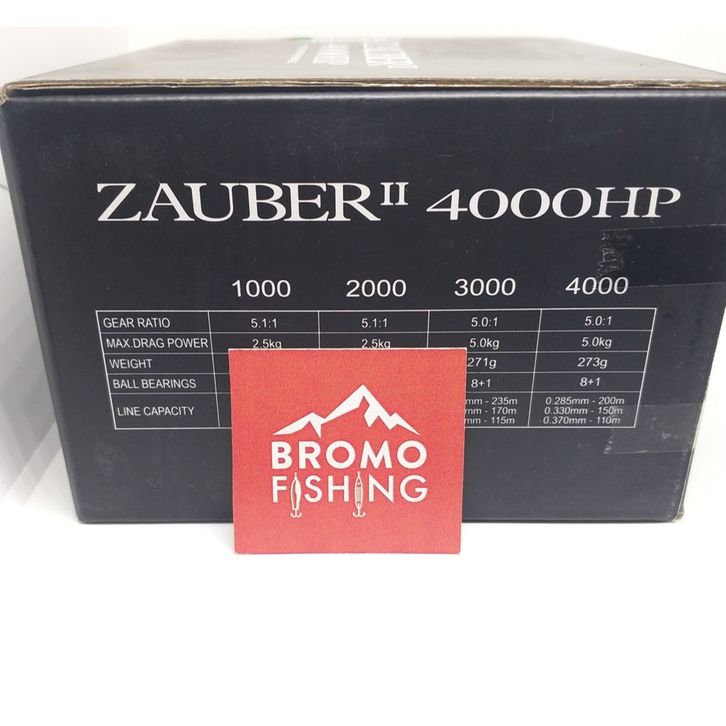 ZAUBER II 4000HP
1000 2000 3000 4000
GEAR RATIO 5.1:1 5.1:1 5.0:1 5.0:1
MAX.DRAG POWER 2.5kg 2.5kg 5.0kg 5.0kg
WEIGHT 271g 273g
BALL BEARINGS 8+1 8+1
LINE CAPACITY
mm - 235m 0.285mm - 200m
mm - 170m 0.330mm - 150m
mm - 115m 0.370mm - 110m
BROMO
FISHING